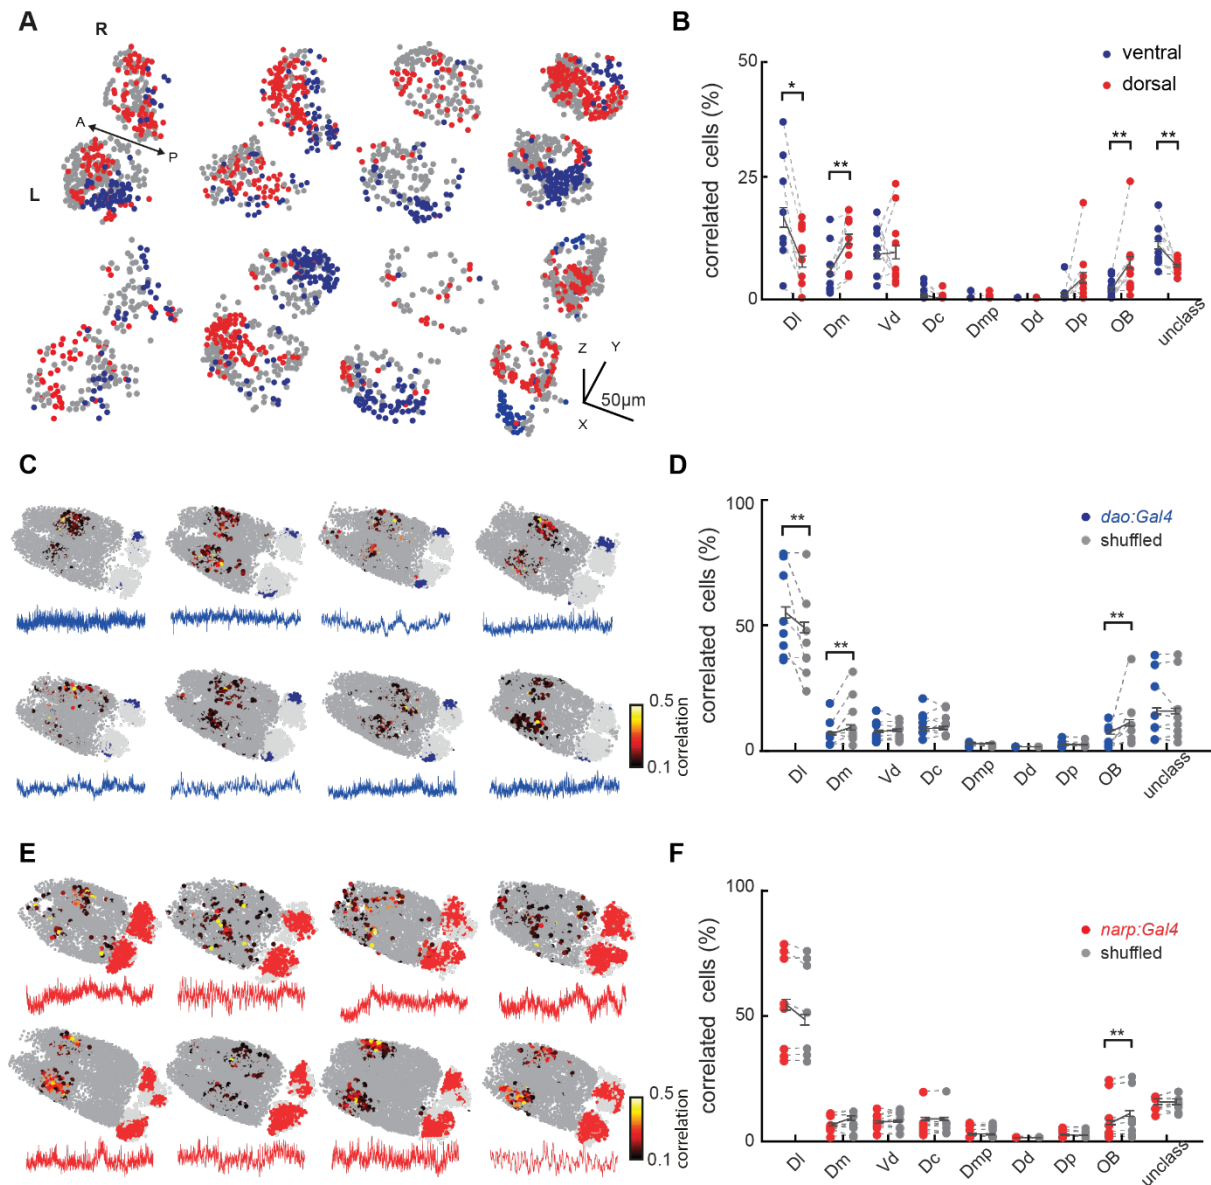 A
R
A
P
L
Z
Y
50µm
X
B
50
25
0
correlated cells (%)
ventral
dorsal
*
**
**
**
Dl
Dm
Vd
Dc
Dmp
Dd
Dp
OB
unclass
C
0.5
0.1
correlation
D
100
50
0
correlated cells (%)
dao:Gal4
shuffled
**
**
**
Dl
Dm
Vd
Dc
Dmp
Dd
Dp
OB
unclass
E
0.5
0.1
correlation
F
100
50
0
correlated cells (%)
narp:Gal4
shuffled
**
Dl
Dm
Vd
Dc
Dmp
Dd
Dp
OB
unclass